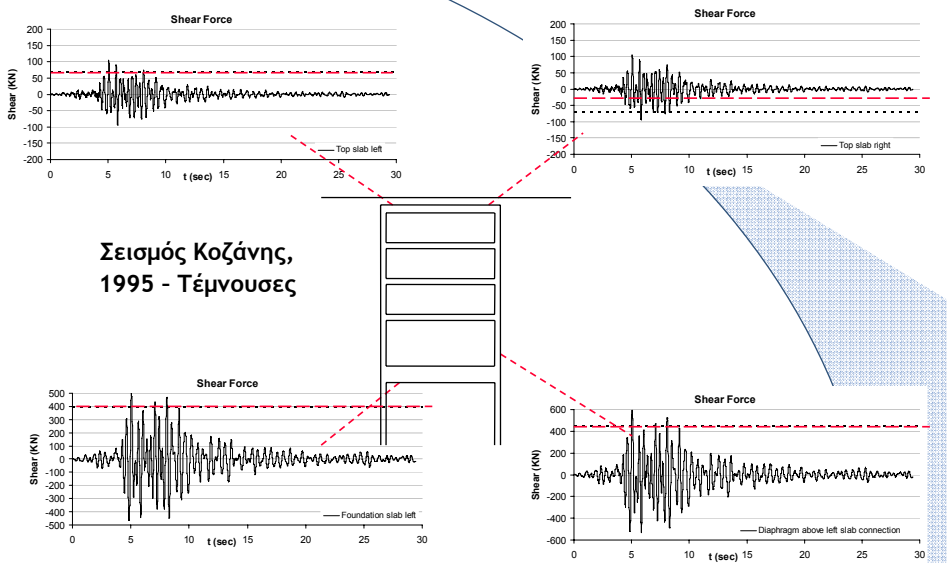 Shear Force
200
150
100
50
0
-50
-100
-150
-200
Shear (KN)
0 5 10 15 20 25 30
t (sec)
Top slab left
Shear Force
200
150
100
50
0
-50
-100
-150
-200
Shear (KN)
0 5 10 15 20 25 30
t (sec)
Top slab right
Σεισμός Κοζάνης,
1995 - Τέμνουσες
Shear Force
500
400
300
200
100
0
-100
-200
-300
-400
-500
Shear (KN)
0 5 10 15 20 25 30
t (sec)
Foundation slab left
Shear Force
600
400
200
0
-200
-400
-600
Shear (KN)
0 5 10 15 20 25 30
t (sec)
Diaphragm above left slab connection